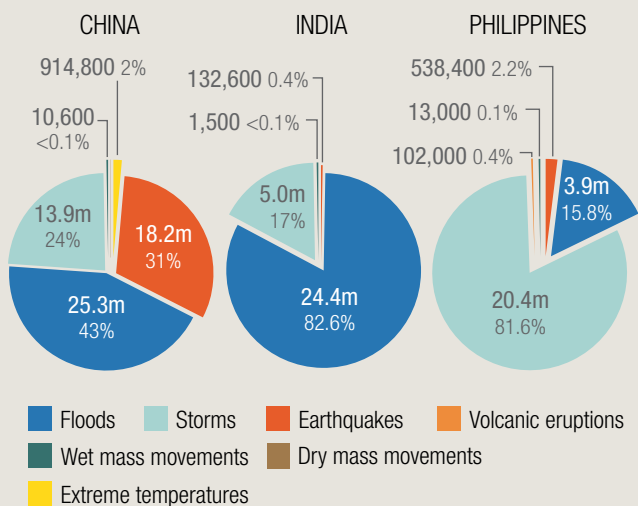 CHINA
INDIA
PHILIPPINES
914,800 2%
10,600
<0.1%
13.9m
24%
18.2m
31%
25.3m
43%
132,600 0.4%
1,500 <0.1%
5.0m
17%
24.4m
82.6%
538,400 2.2%
13,000 0.1%
102,000 0.4%
3.9m
15.8%
20.4m
81.6%
Floods
Storms
Earthquakes
Volcanic eruptions
Wet mass movements
Dry mass movements
Extreme temperatures